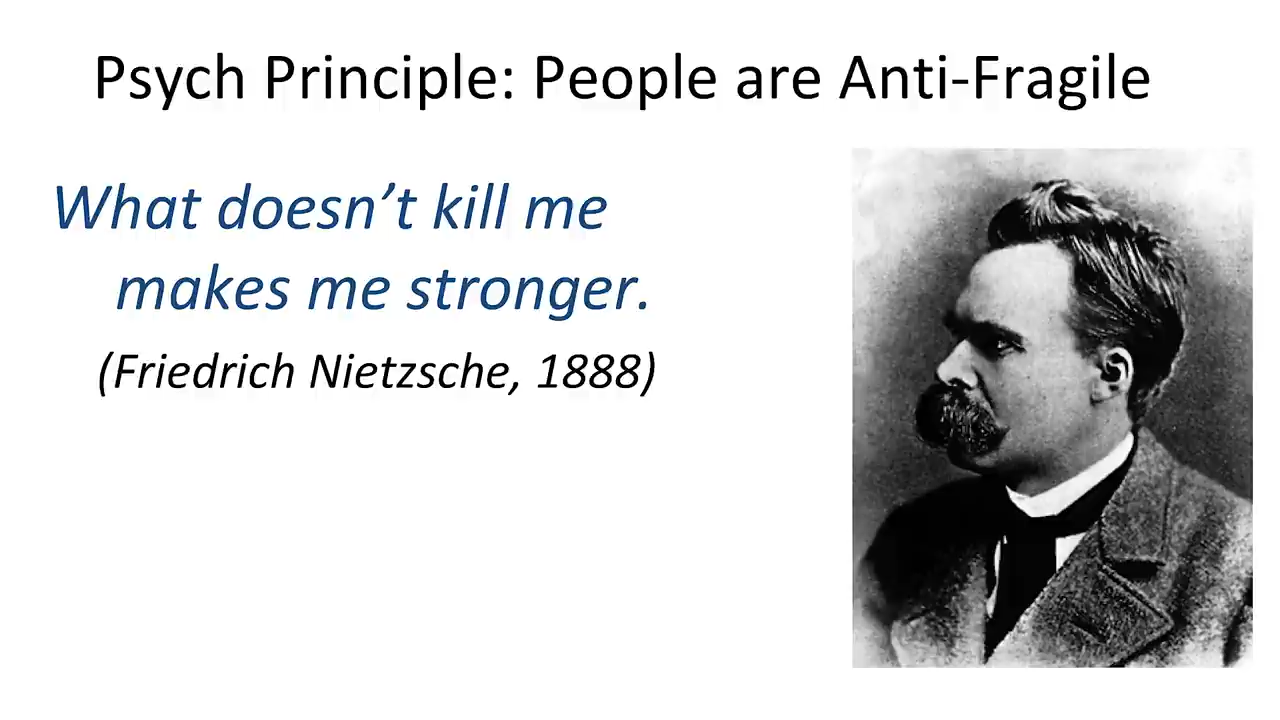 Psych Principle: People are Anti-Fragile
What doesn’t kill me
makes me stronger.
(Friedrich Nietzsche, 1888)